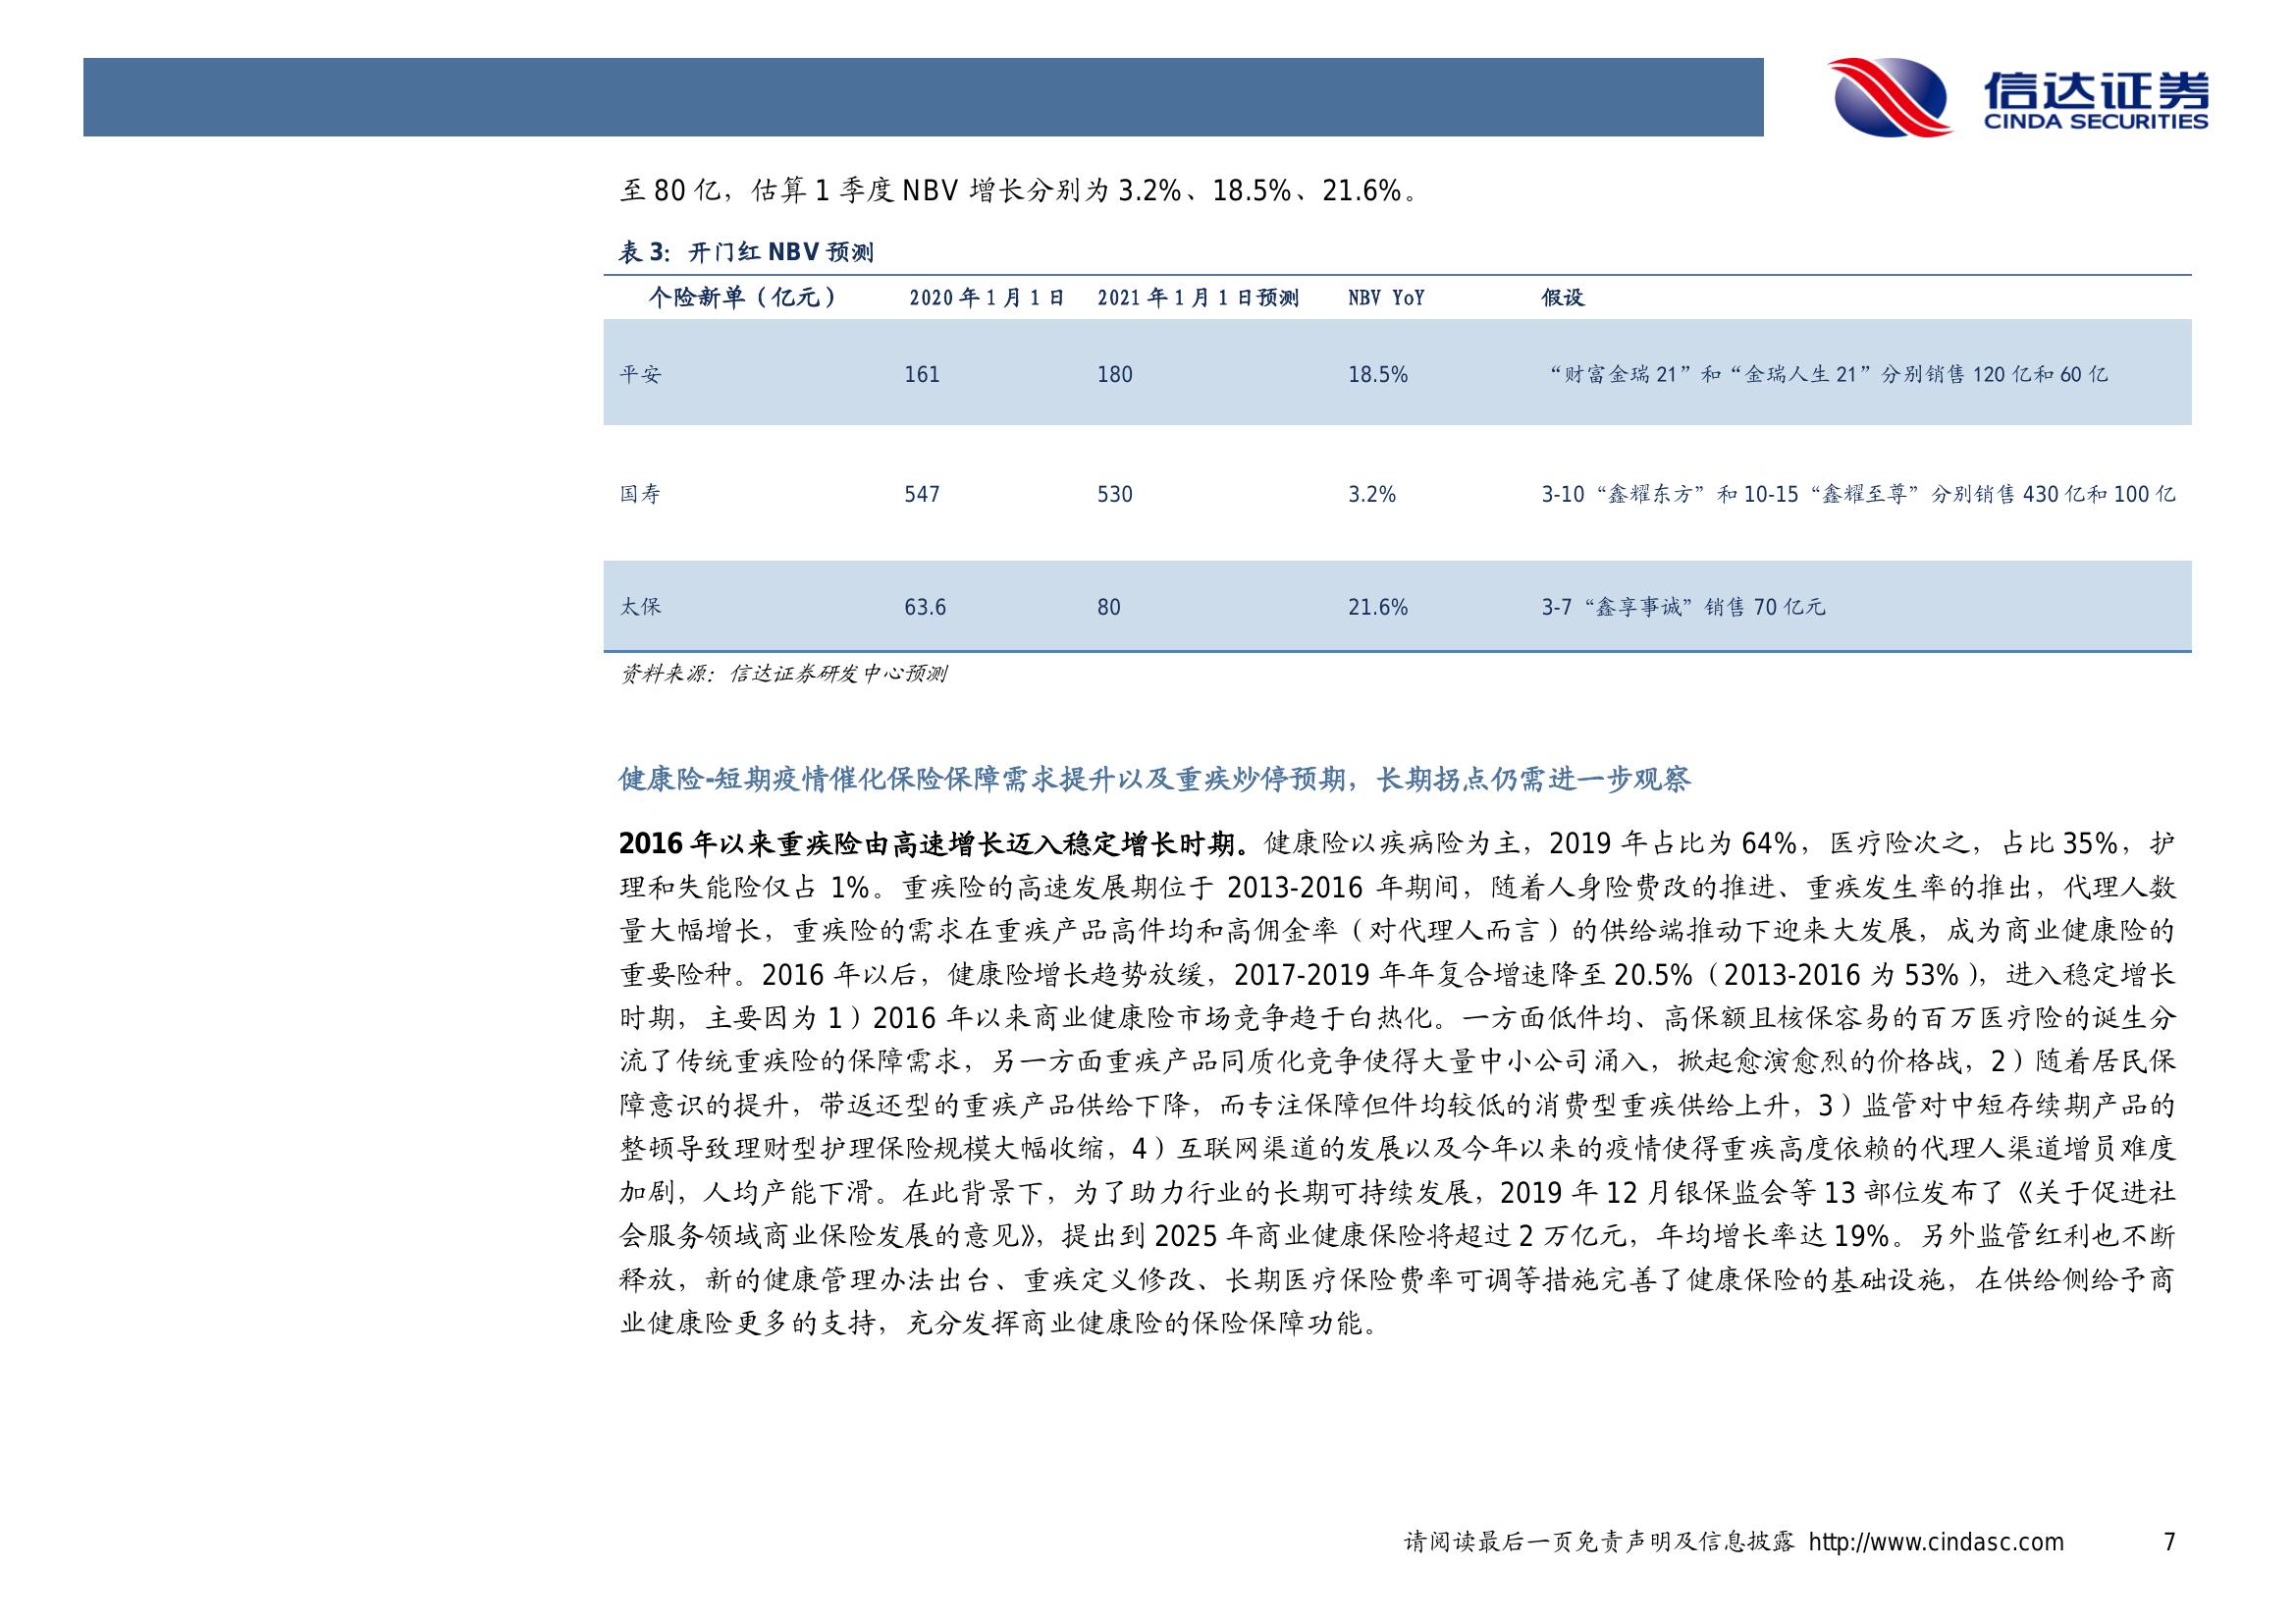 信达证券
CINDA SECURITIES
至 80 亿，估算 1 季度 NBV 增长分别为 3.2%、18.5%、21.6%。
表 3：开门红 NBV 预测
个险新单（亿元） 2020 年 1 月 1 日 2021 年 1 月 1 日预测 NBV YoY 假设
平安 161 180 18.5% “财富金瑞 21”和“金瑞人生 21”分别销售 120 亿和 60 亿
国寿 547 530 3.2% 3-10“鑫耀东方”和 10-15“鑫耀至尊”分别销售 430 亿和 100 亿
太保 63.6 80 21.6% 3-7“鑫享事诚”销售 70 亿元
资料来源：信达证券研发中心预测
健康险-短期疫情催化保险保障需求提升以及重疾炒停预期，长期拐点仍需进一步观察
2016 年以来重疾险由高速增长迈入稳定增长时期。健康险以疾病险为主，2019 年占比为 64%，医疗险次之，占比 35%，护
理和失能险仅占 1%。重疾险的高速发展期位于 2013-2016 年期间，随着人身险费改的推进、重疾发生率的推出，代理人数
量大幅增长，重疾险的需求在重疾产品高件均和高佣金率（对代理人而言）的供给端推动下迎来大发展，成为商业健康险的
重要险种。2016 年以后，健康险增长趋势放缓，2017-2019 年年复合增速降至 20.5%（2013-2016 为 53%），进入稳定增长
时期，主要因为 1）2016 年以来商业健康险市场竞争趋于白热化。一方面低件均、高保额且核保容易的百万医疗险的诞生分
流了传统重疾险的保障需求，另一方面重疾产品同质化竞争使得大量中小公司涌入，掀起愈演愈烈的价格战，2）随着居民保
障意识的提升，带返还型的重疾产品供给下降，而专注保障但件均较低的消费型重疾供给上升，3）监管对中短存续期产品的
整顿导致理财型护理保险规模大幅收缩，4）互联网渠道的发展以及今年以来的疫情使得重疾高度依赖的代理人渠道增员难度
加剧，人均产能下滑。在此背景下，为了助力行业的长期可持续发展，2019 年 12 月银保监会等 13 部位发布了《关于促进社
会服务领域商业保险发展的意见》，提出到 2025 年商业健康保险将超过 2 万亿元，年均增长率达 19%。另外监管红利也不断
释放，新的健康管理办法出台、重疾定义修改、长期医疗保险费率可调等措施完善了健康保险的基础设施，在供给侧给予商
业健康险更多的支持，充分发挥商业健康险的保险保障功能。
请阅读最后一页免责声明及信息披露 http://www.cindasc.com 7